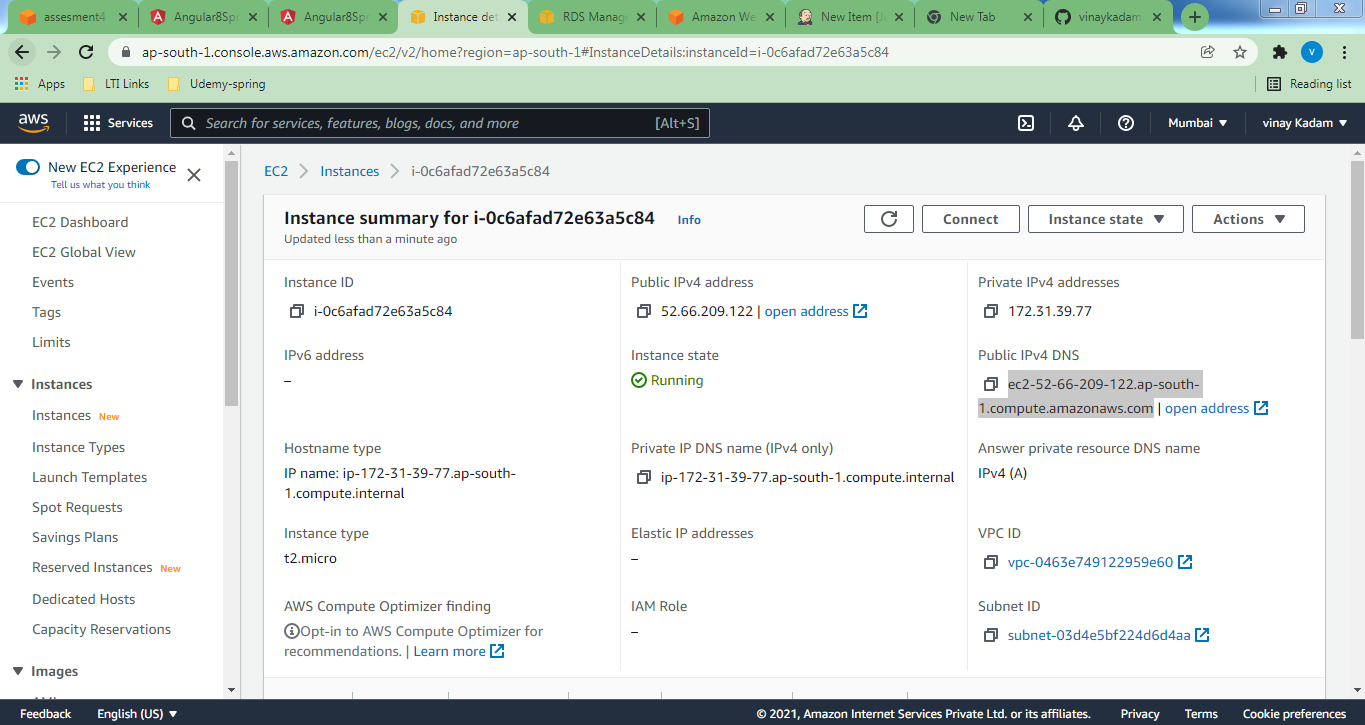 assesment4
Angular8Spr
Angular8Spr
Instance det
RDS Manag
Amazon We
New Item [J
New Tab
vinaykadam
ap-south-1.console.aws.amazon.com/ec2/v2/home?region=ap-south-1#InstanceDetails:instanceId=i-0c6afad72e63a5c84
V
Apps
LTI Links
Udemy-spring
Reading list
aws
Services
Search for services, features, blogs, docs, and more
[Alt+S]
Mumbai
vinay Kadam
New EC2 Experience
Tell us what you think
EC2 Dashboard
EC2 Global View
Events
Tags
Limits
Instances
Instances New
Instance Types
Launch Templates
Spot Requests
Savings Plans
Reserved Instances New
Dedicated Hosts
Capacity Reservations
Images
EC2
Instances
i-0c6afad72e63a5c84
Instance summary for i-0c6afad72e63a5c84 Info
Updated less than a minute ago
Connect
Instance state
Actions
Instance ID
i-0c6afad72e63a5c84
Public IPv4 address
52.66.209.122 | open address
Private IPv4 addresses
172.31.39.77
IPv6 address
–
Instance state
Running
Public IPv4 DNS
ec2-52-66-209-122.ap-south-
1.compute.amazonaws.com | open address
Hostname type
IP name: ip-172-31-39-77.ap-south-
1.compute.internal
Private IP DNS name (IPv4 only)
ip-172-31-39-77.ap-south-1.compute.internal
Answer private resource DNS name
IPv4 (A)
Instance type
t2.micro
Elastic IP addresses
–
VPC ID
vpc-0463e749122959e60
AWS Compute Optimizer finding
Opt-in to AWS Compute Optimizer for
recommendations. | Learn more
IAM Role
–
Subnet ID
subnet-03d4e5bf224d6d4aa
Feedback
English (US)
© 2021, Amazon Internet Services Private Ltd. or its affiliates.
Privacy
Terms
Cookie preferences